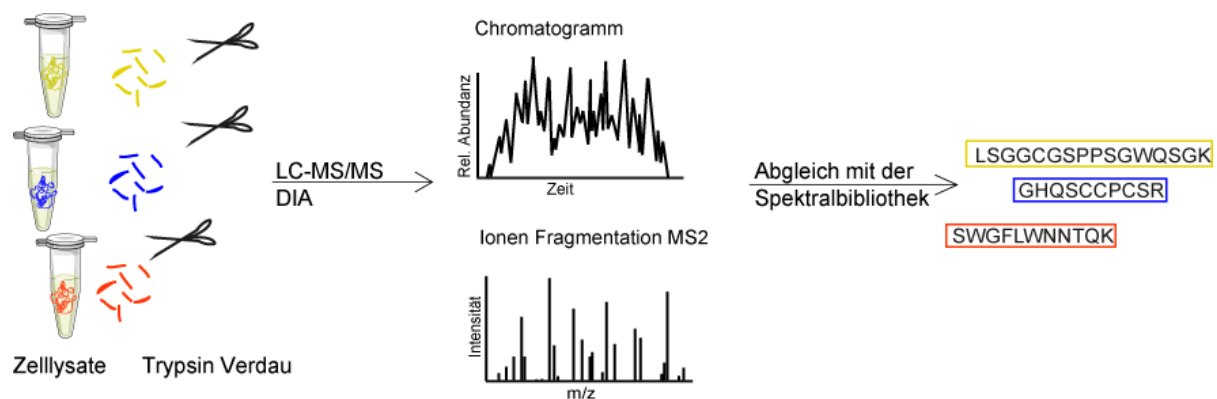 Zelllysate
Trypsin Verdau
LC-MS/MS
DIA
Chromatogramm
Rel. Abundanz
Zeit
Ionen Fragmentation MS2
Intensität
m/z
Abgleich mit der
Spektralbibliothek
LSGGCGSPPSGWQSGK
GHQSCCPCSR
SWGFLWNNTQK